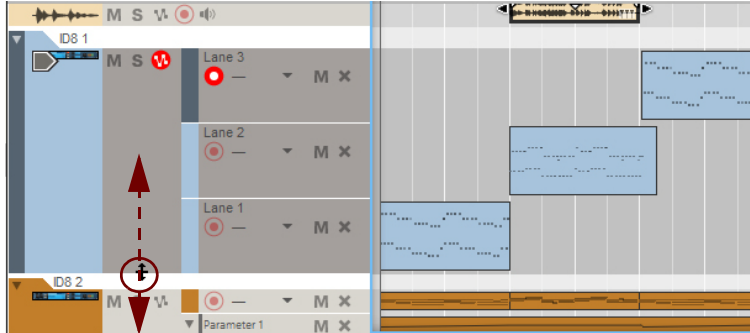 M S
ID8 1
M S
Lane 3
M
Lane 2
M
Lane 1
M
ID8 2
M
M
Parameter 1
M